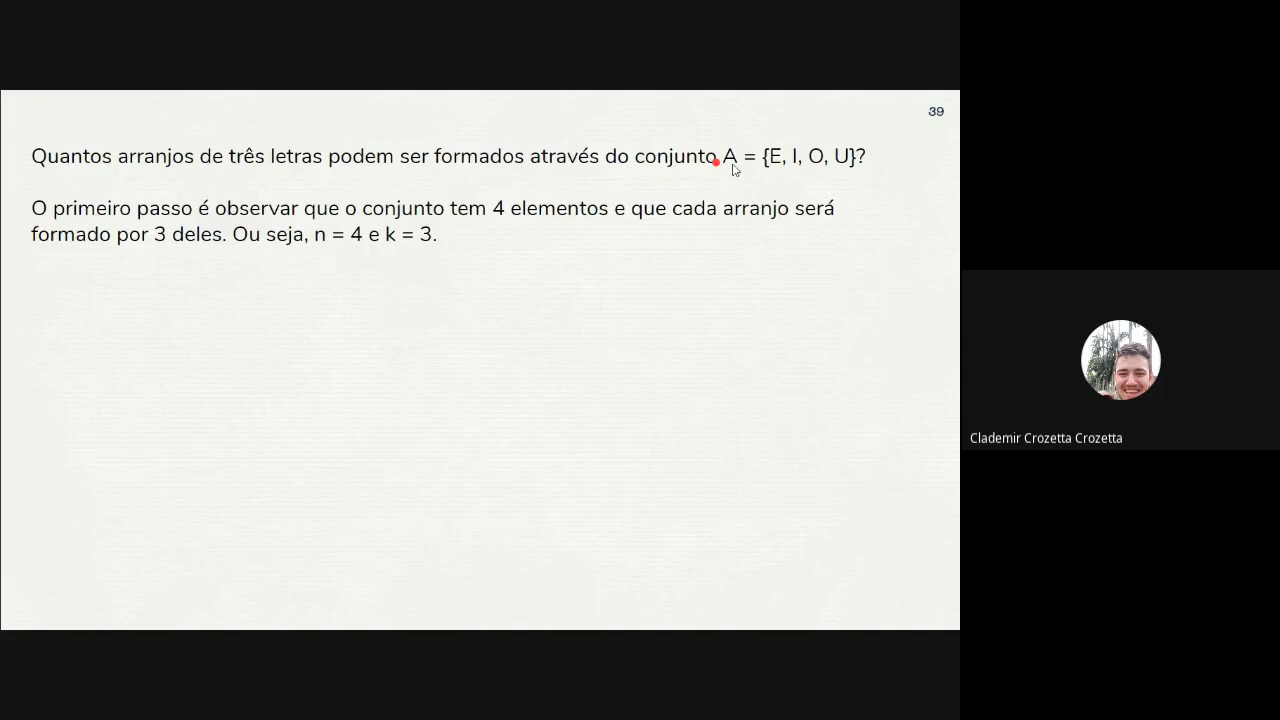 39
Quantos arranjos de três letras podem ser formados através do conjunto A = {E, I, O, U}?
O primeiro passo é observar que o conjunto tem 4 elementos e que cada arranjo será
formado por 3 deles. Ou seja, n = 4 e k = 3.
Clademir Crozetta Crozetta